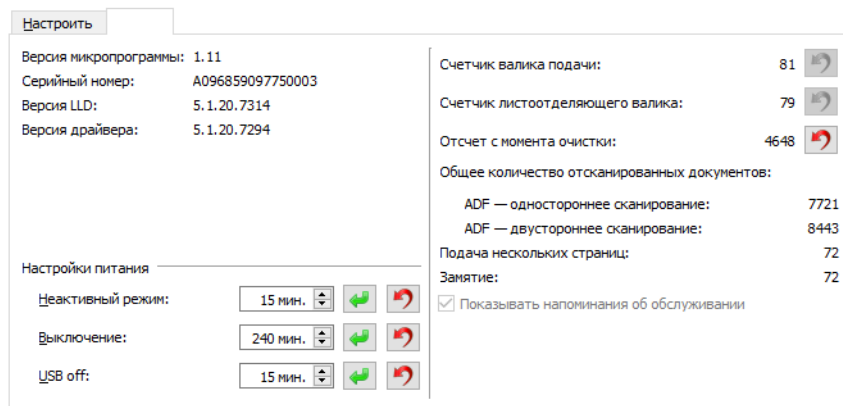 Настроить
Версия микропрограммы: 1.11
Серийный номер: A096859097750003
Версия LLD: 5.1.20.7314
Версия драйвера: 5.1.20.7294
Настройки питания
Неактивный режим: 15 мин.
Выключение: 240 мин.
USB off: 15 мин.
Счетчик валика подачи: 81
Счетчик листоотделяющего валика: 79
Отсчет с момента очистки: 4648
Общее количество отсканированных документов:
ADF — одностороннее сканирование: 7721
ADF — двустороннее сканирование: 8443
Подача нескольких страниц: 72
Замятие: 72
Показывать напоминания об обслуживании